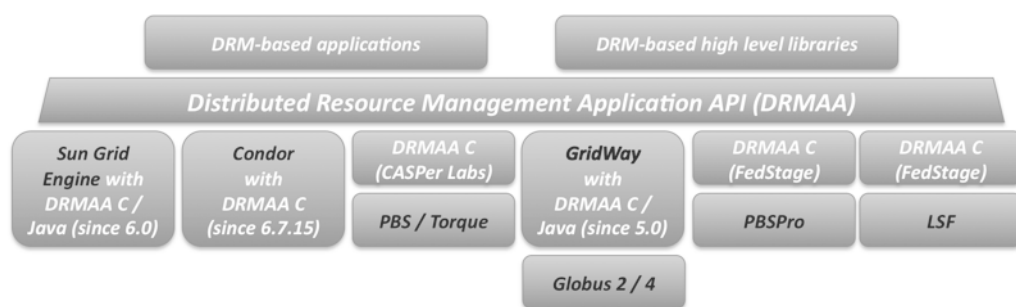 DRM-based applications
DRM-based high level libraries
Distributed Resource Management Application API (DRMAA)
Sun Grid
Engine with
DRMAA C /
Java (since 6.0)
Condor
with
DRMAA C
(since 6.7.15)
DRMAA C
(CASPer Labs)
PBS / Torque
GridWay
with
DRMAA C /
Java (since 5.0)
Globus 2 / 4
DRMAA C
(FedStage)
PBSPro
DRMAA C
(FedStage)
LSF